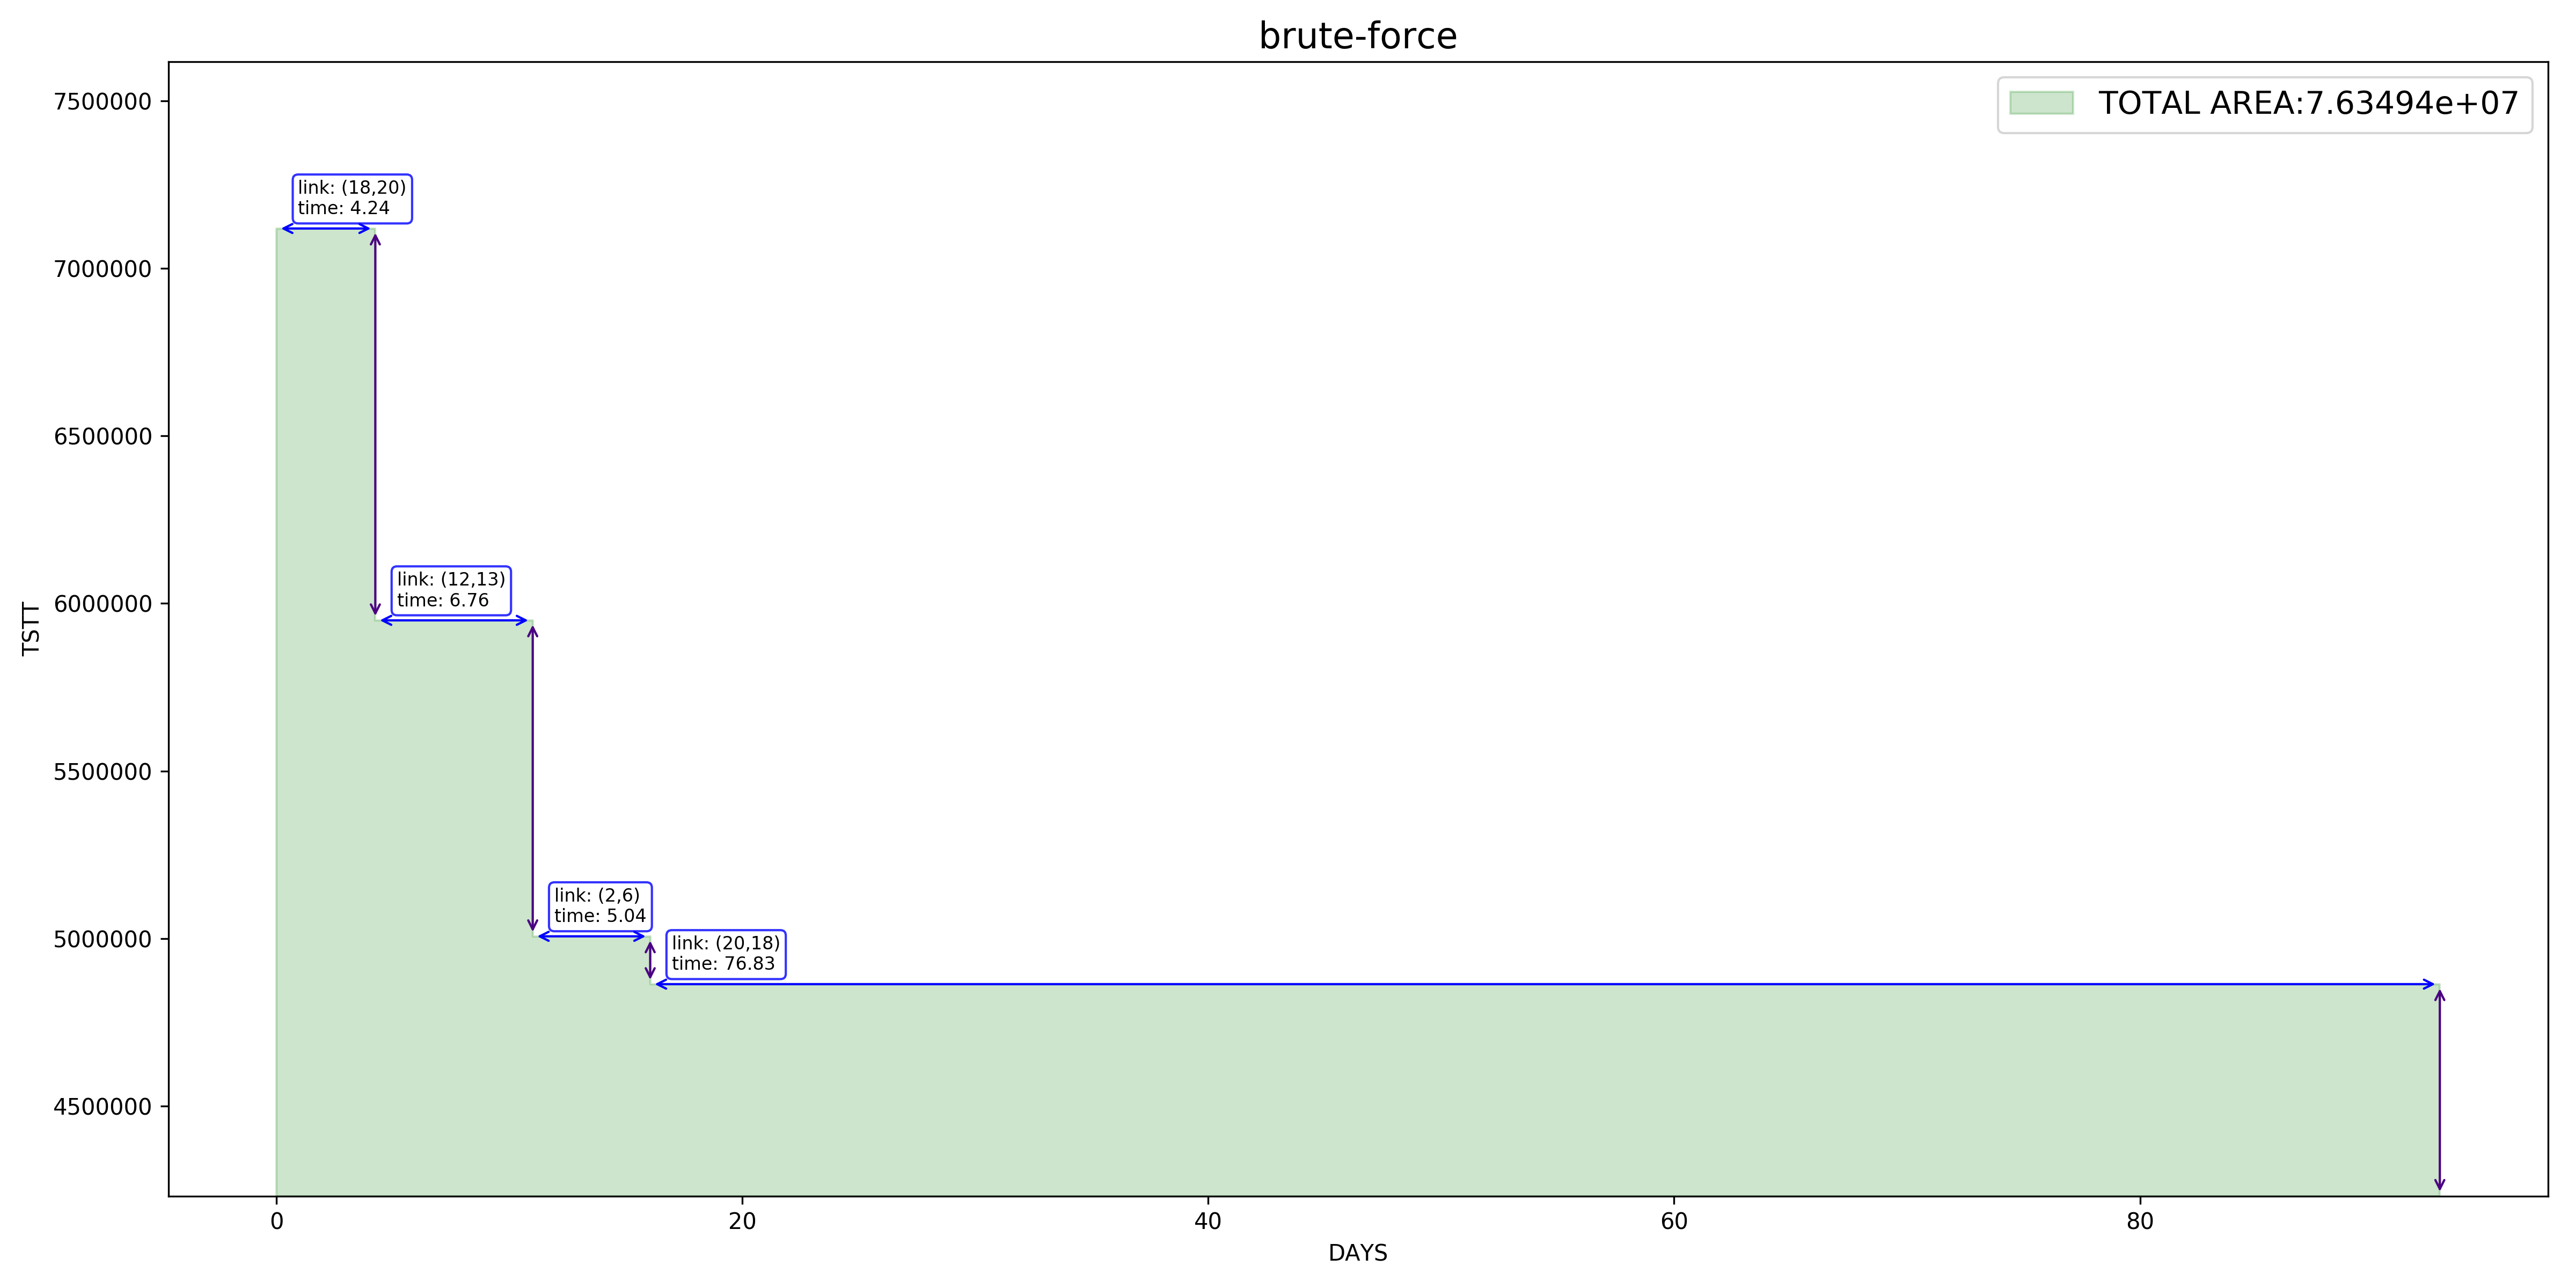 brute-force
TOTAL AREA:7.63494e+07
7500000
7000000
6500000
6000000
5500000
5000000
4500000
TSTT
link: (18,20)
time: 4.24
link: (12,13)
time: 6.76
link: (2,6)
time: 5.04
link: (20,18)
time: 76.83
0 20 40 60 80
DAYS